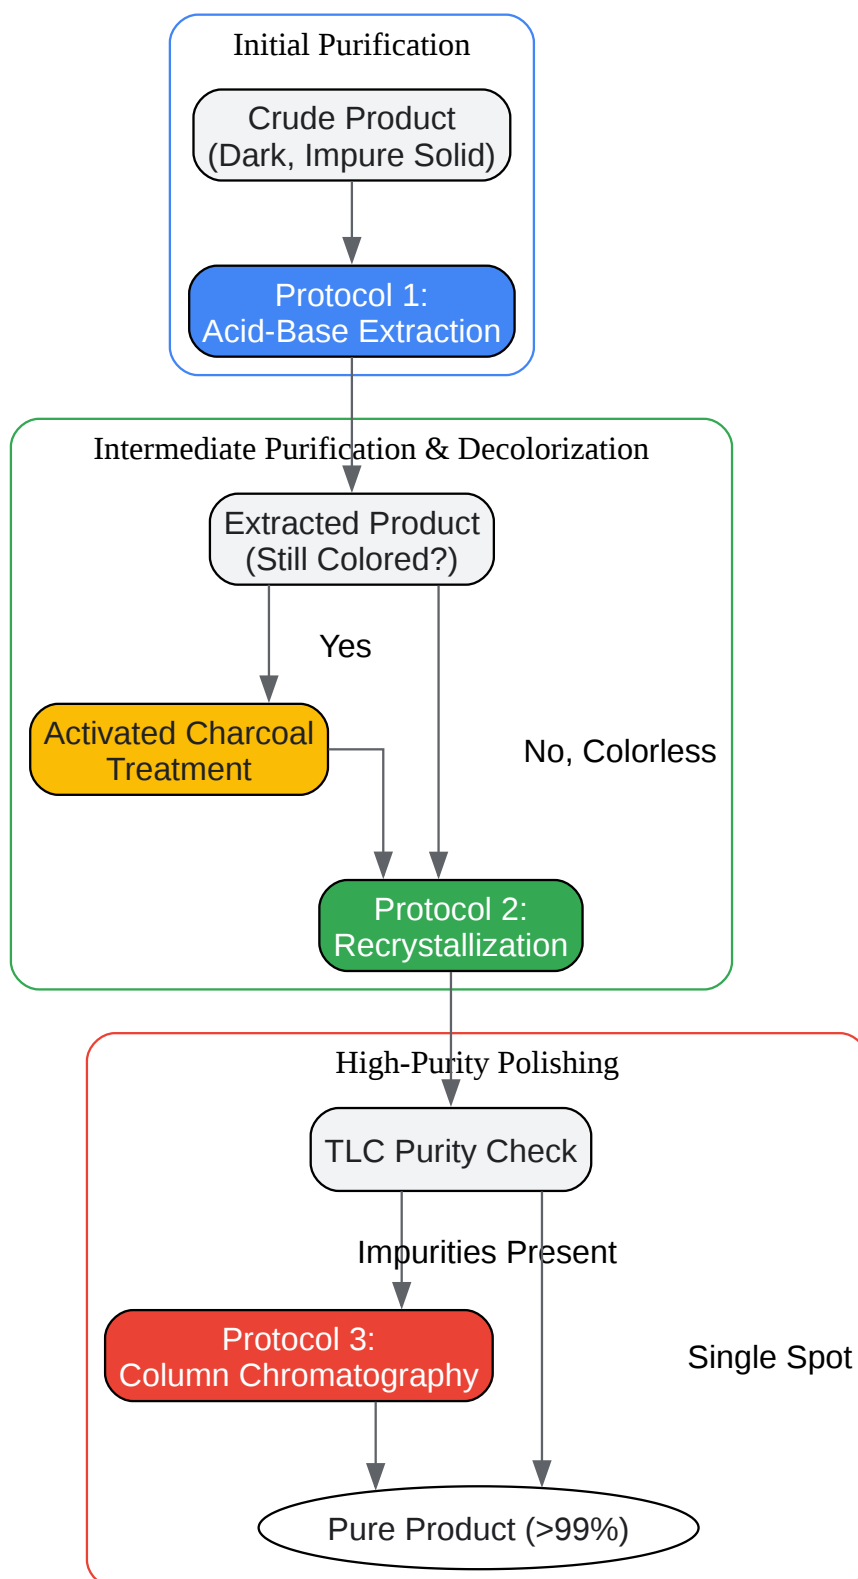 Initial Purification
Crude Product
(Dark, Impure Solid)
Protocol 1:
Acid-Base Extraction
Intermediate Purification & Decolorization
Extracted Product
(Still Colored?)
Yes
Activated Charcoal
Treatment
No, Colorless
Protocol 2:
Recrystallization
High-Purity Polishing
TLC Purity Check
Impurities Present
Protocol 3:
Column Chromatography
Single Spot
Pure Product (>99%)